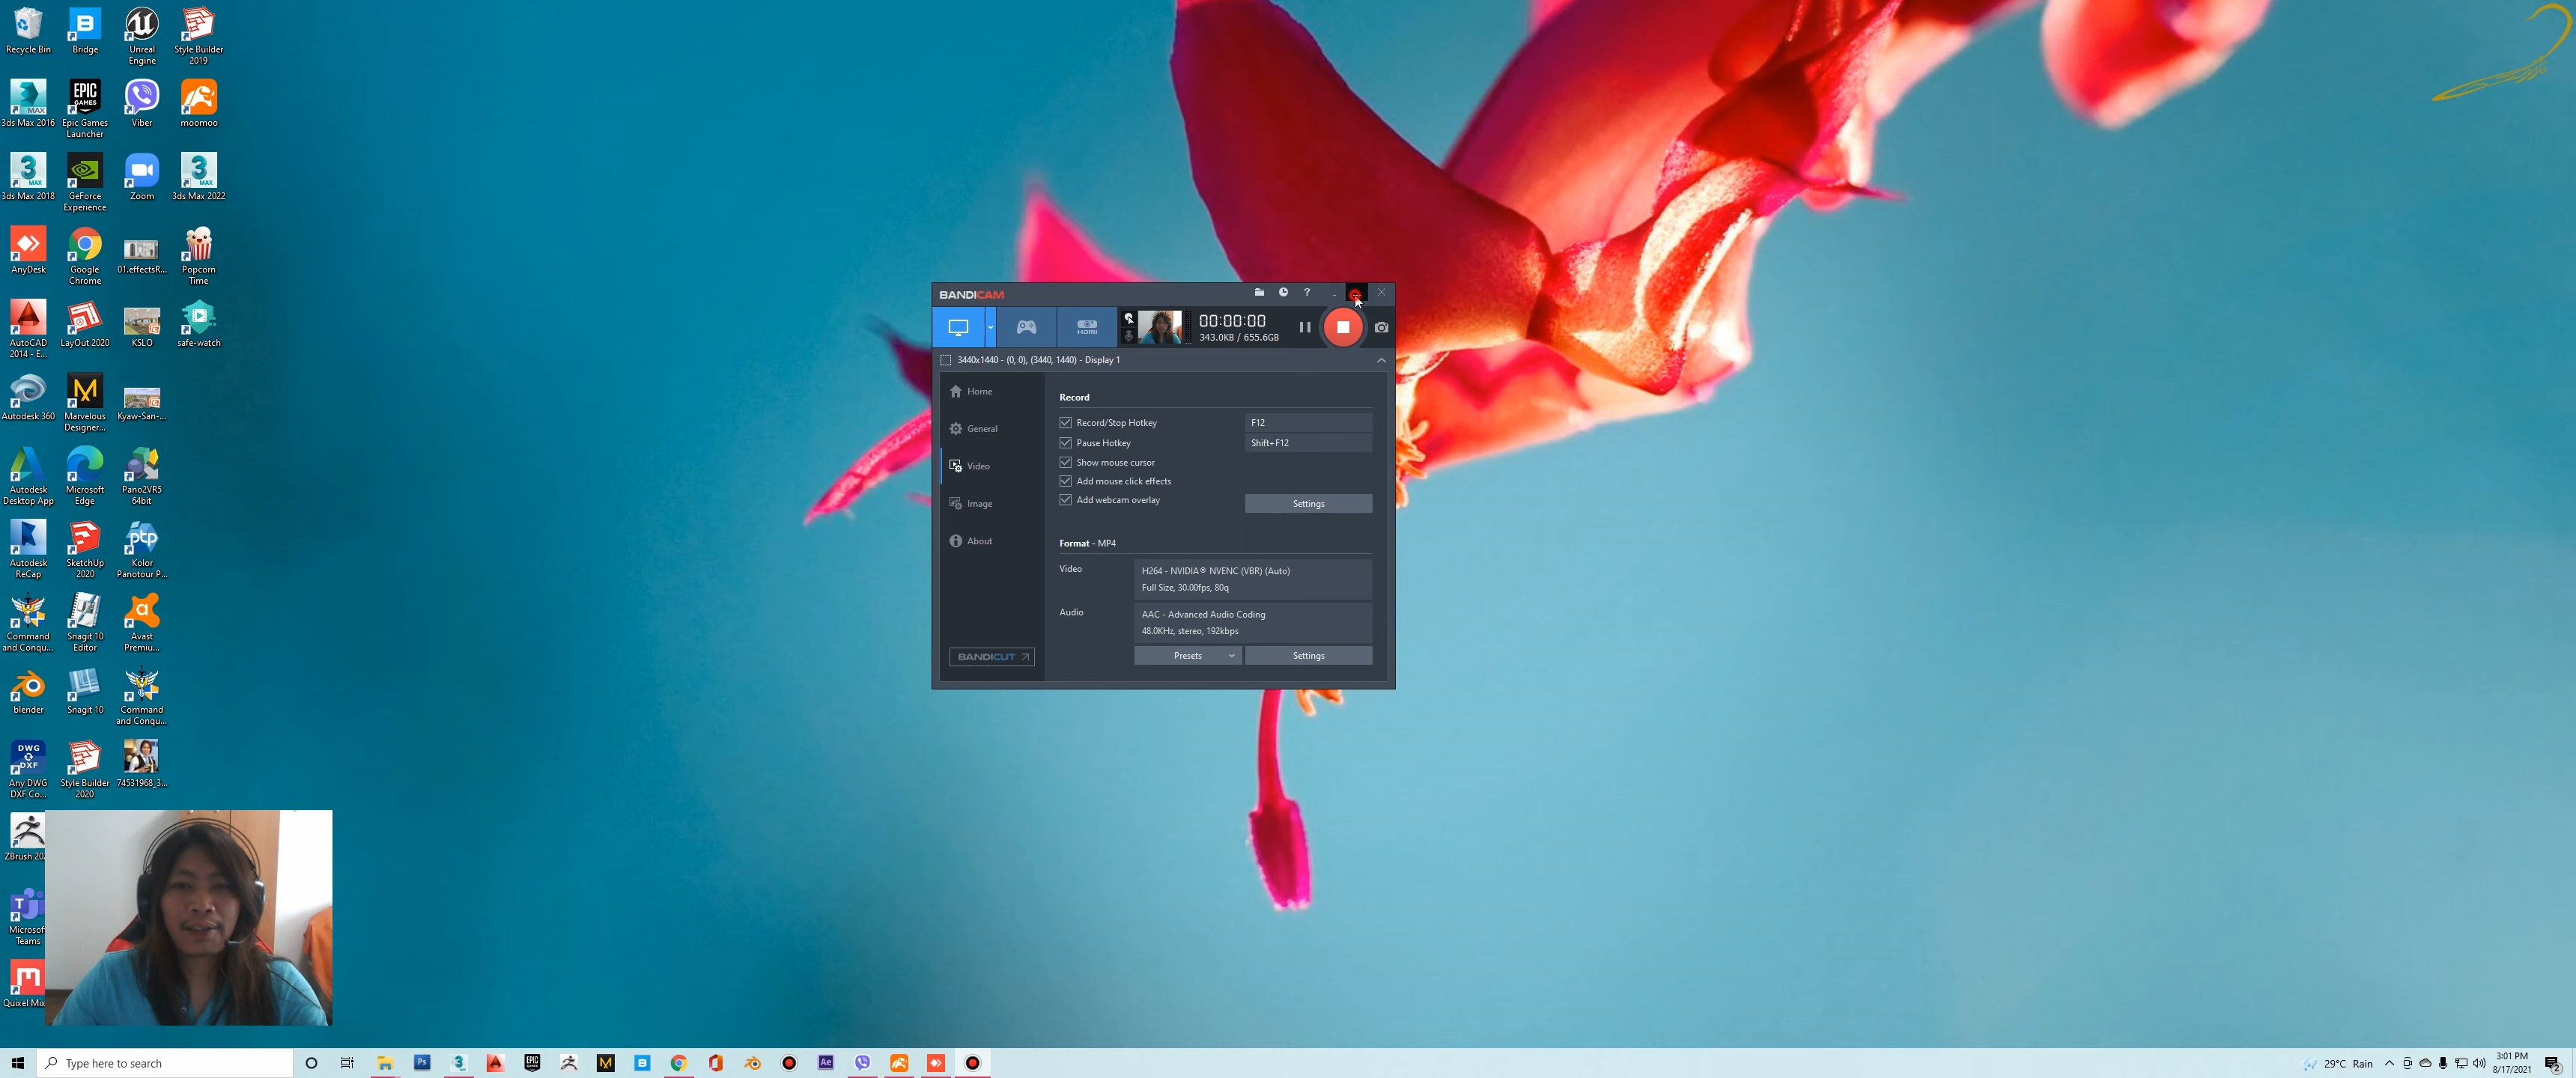 Recycle Bin
Bridge
Unreal
Engine
Style Builder
2019
3ds Max 2016
Epic Games
Launcher
Viber
moomoo
3ds Max 2018
GeForce
Experience
Zoom
3ds Max 2022
AnyDesk
Google
Chrome
01.effectsR...
Popcorn
Time
AutoCAD
2014 - E...
LayOut 2020
KSLO
safe-watch
Autodesk 360
Marvelous
Designer...
Kyaw-San-...
Autodesk
Desktop App
Microsoft
Edge
Pano2VR5
64bit
Autodesk
ReCap
SketchUp
2020
Kolor
Panotour P...
Command
and Conqu...
Snagit 10
Editor
Avast
Premiu...
blender
Snagit 10
Command
and Conqu...
Any DWG
DXF Co...
Style Builder
2020
74531968_3...
ZBrush 20
Microsof
Teams
Quixel Mix
BANDICAM
?
HDMI
00:00:00
343.0KB / 655.6GB
3440x1440 - (0, 0), (3440, 1440) - Display 1
Home
General
Video
Image
About
BANDICUT
Record
Record/Stop Hotkey
F12
Pause Hotkey
Shift+F12
Show mouse cursor
Add mouse click effects
Add webcam overlay
Settings
Format - MP4
Video
H264 - NVIDIA® NVENC (VBR) (Auto)
Full Size, 30.00fps, 80q
Audio
AAC - Advanced Audio Coding
48.0KHz, stereo, 192kbps
Presets
Settings
Type here to search
29°C Rain
3:01 PM
8/17/2021
2